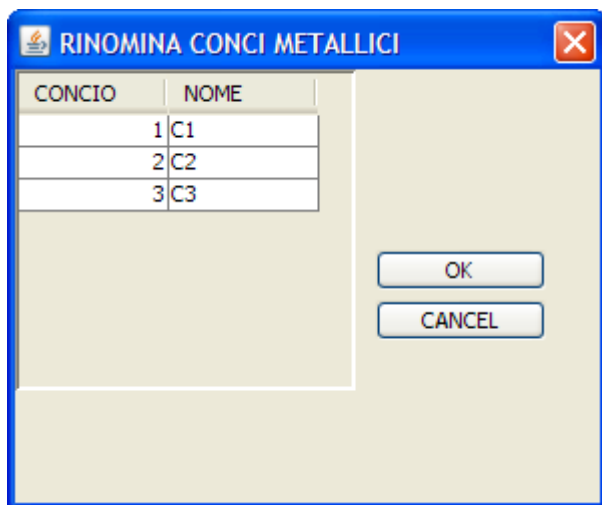 RINOMINA CONCI METALLICI
CONCIO NOME
1 C1
2 C2
3 C3
OK
CANCEL